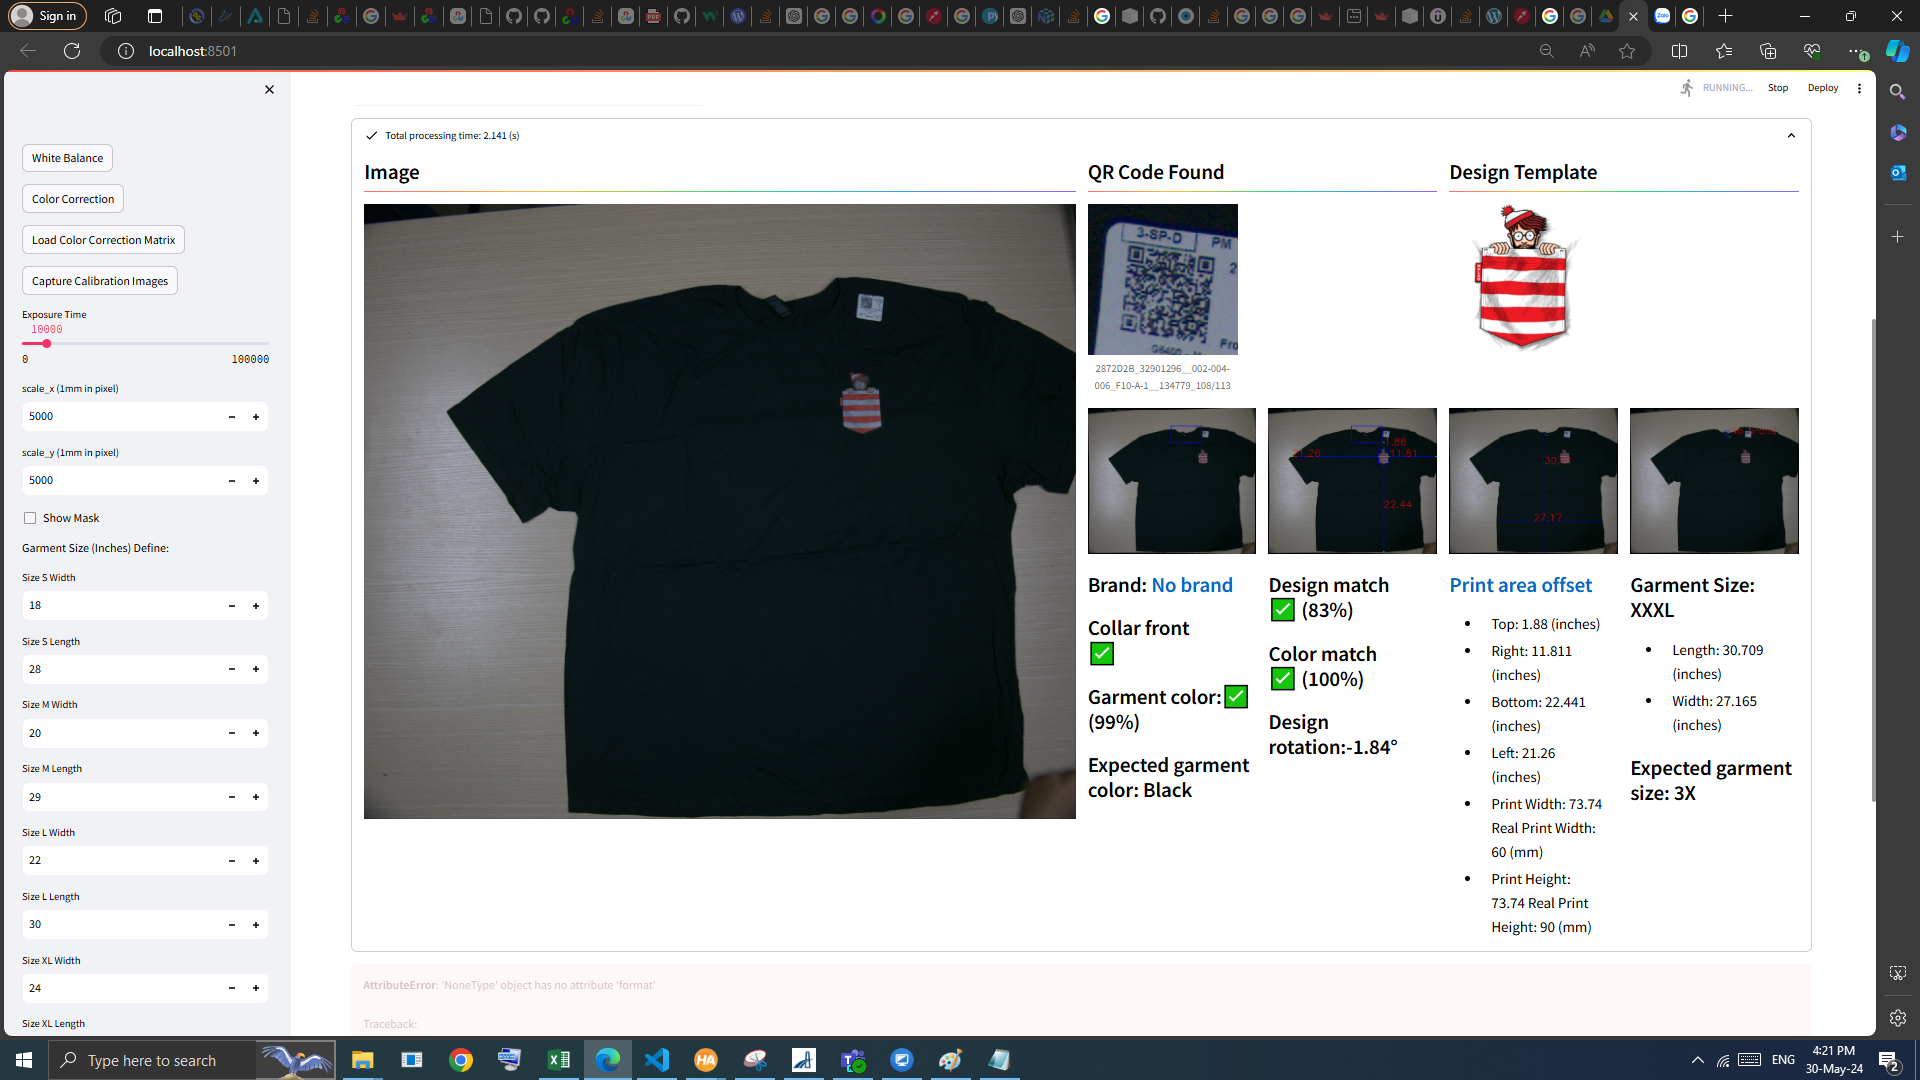 Sign in
localhost:8501
RUNNING...
Stop
Deploy
White Balance
Color Correction
Load Color Correction Matrix
Capture Calibration Images
Exposure Time
10000
0
100000
scale_x (1mm in pixel)
5000
scale_y (1mm in pixel)
5000
Show Mask
Garment Size (Inches) Define:
Size S Width
18
Size S Length
28
Size M Width
20
Size M Length
29
Size L Width
22
Size L Length
30
Size XL Width
24
Size XL Length
Total processing time: 2.141 (s)
Image
QR Code Found
3-SP-D
PM
2872D2B_32901296__002-004-
006_F10-A-1__134779_108/113
Design Template
21.26
1.88
11.81
22.44
27.17
Brand: No brand
Collar front
Garment color:
(99%)
Expected garment
color: Black
Design match
(83%)
Color match
(100%)
Design
rotation:-1.84°
Print area offset
Top: 1.88 (inches)
Right: 11.811
(inches)
Bottom: 22.441
(inches)
Left: 21.26
(inches)
Print Width: 73.74
Real Print Width:
60 (mm)
Print Height:
73.74 Real Print
Height: 90 (mm)
Garment Size:
XXXL
Length: 30.709
(inches)
Width: 27.165
(inches)
Expected garment
size: 3X
AttributeError: 'NoneType' object has no attribute 'format'
Traceback:
Type here to search
ENG
4:21 PM
30-May-24
2